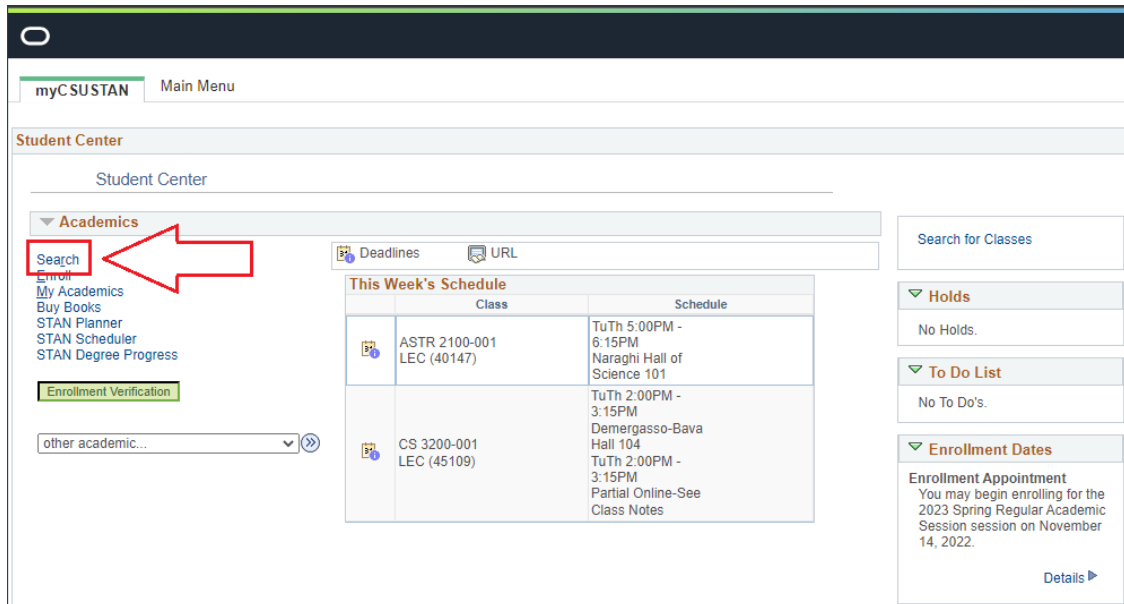 myCSUSTAN
Main Menu
Student Center
Student Center
Academics
Search
Enroll
My Academics
Buy Books
STAN Planner
STAN Scheduler
STAN Degree Progress
Enrollment Verification
other academic...
Deadlines
URL
This Week's Schedule
Class
Schedule
ASTR 2100-001
LEC (40147)
TuTh 5:00PM -
6:15PM
Naraghi Hall of
Science 101
CS 3200-001
LEC (45109)
TuTh 2:00PM -
3:15PM
Demergasso-Bava
Hall 104
TuTh 2:00PM -
3:15PM
Partial Online-See
Class Notes
Search for Classes
Holds
No Holds.
To Do List
No To Do's.
Enrollment Dates
Enrollment Appointment
You may begin enrolling for the
2023 Spring Regular Academic
Session session on November
14, 2022.
Details